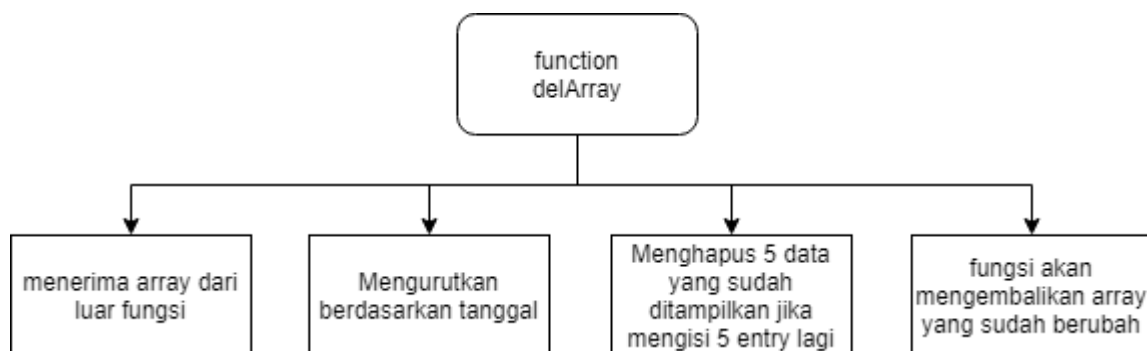 function
delArray
menerima array dari
luar fungsi
Mengurutkan
berdasarkan tanggal
Menghapus 5 data
yang sudah
ditampilkan jika
mengisi 5 entry lagi
fungsi akan
mengembalikan array
yang sudah berubah